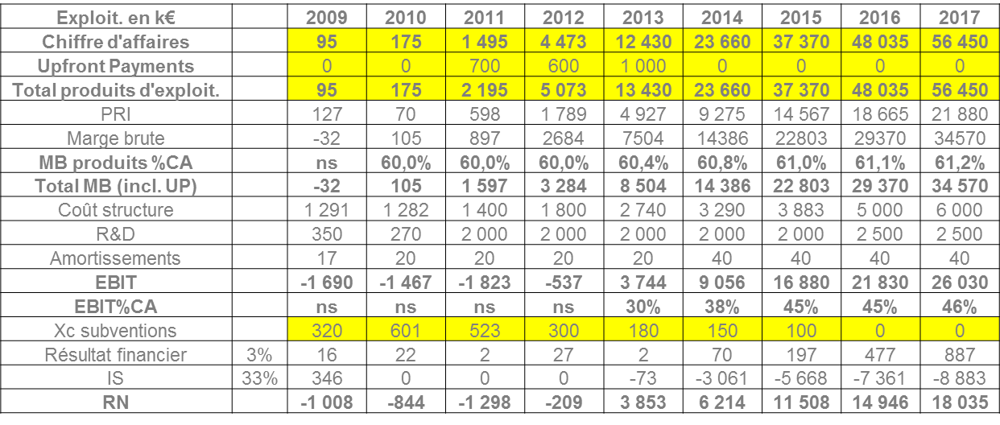 Exploit. en k€ 2009 2010 2011 2012 2013 2014 2015 2016 2017
Chiffre d'affaires 95 175 1 495 4 473 12 430 23 660 37 370 48 035 56 450
Upfront Payments 0 0 700 600 1 000 0 0 0 0
Total produits d'exploit. 95 175 2 195 5 073 13 430 23 660 37 370 48 035 56 450
PRI 127 70 598 1 789 4 927 9 275 14 567 18 665 21 880
Marge brute -32 105 897 2684 7504 14386 22803 29370 34570
MB produits %CA ns 60,0% 60,0% 60,0% 60,4% 60,8% 61,0% 61,1% 61,2%
Total MB (incl. UP) -32 105 1 597 3 284 8 504 14 386 22 803 29 370 34 570
Coût structure 1 291 1 282 1 400 1 800 2 740 3 290 3 883 5 000 6 000
R&D 350 270 2 000 2 000 2 000 2 000 2 000 2 500 2 500
Amortissements 17 20 20 20 20 40 40 40 40
EBIT -1 690 -1 467 -1 823 -537 3 744 9 056 16 880 21 830 26 030
EBIT%CA ns ns ns ns 30% 38% 45% 45% 46%
Xc subventions 320 601 523 300 180 150 100 0 0
Résultat financier 3% 16 22 2 27 2 70 197 477 887
IS 33% 346 0 0 0 -73 -3 061 -5 668 -7 361 -8 883
RN -1 008 -844 -1 298 -209 3 853 6 214 11 508 14 946 18 035